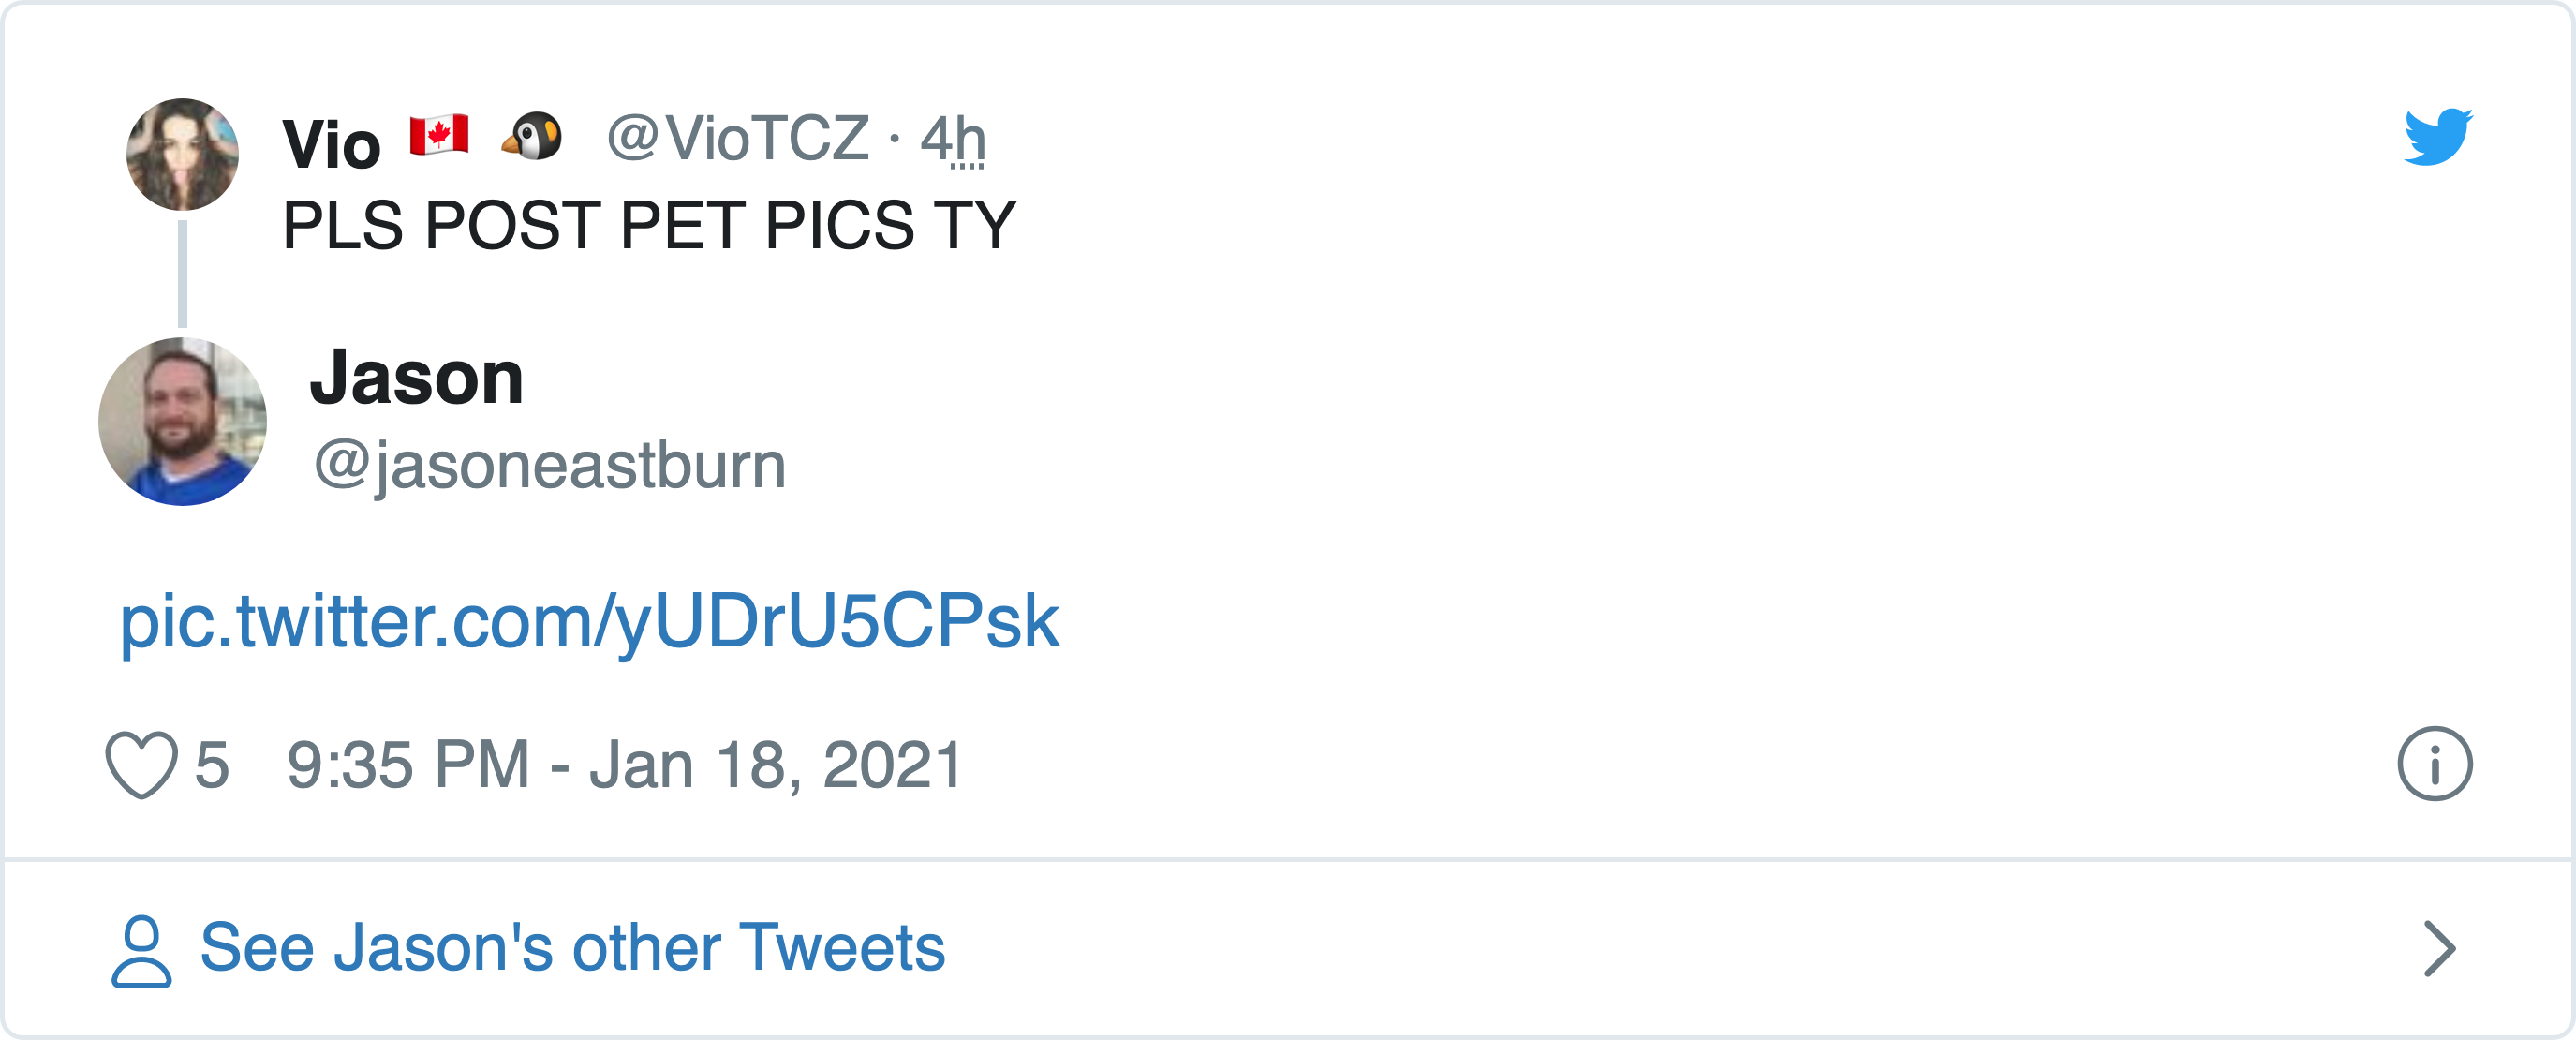 Vio 🇨🇦 🐧 @VioTCZ · 4h
PLS POST PET PICS TY
Jason
@jasoneastburn
pic.twitter.com/yUDrU5CPsk
5 9:35 PM - Jan 18, 2021
See Jason's other Tweets